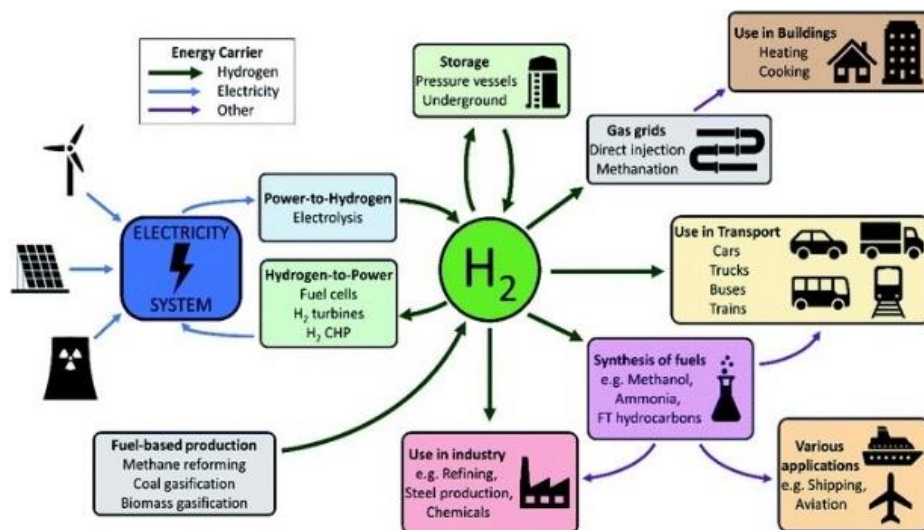 Energy Carrier
Hydrogen
Electricity
Other
Storage
Pressure vessels
Underground
Use in Buildings
Heating
Cooking
Gas grids
Direct injection
Methanation
Power-to-Hydrogen
Electrolysis
ELECTRICITY
SYSTEM
Hydrogen-to-Power
Fuel cells
H₂ turbines
H₂ CHP
H₂
Use in Transport
Cars
Trucks
Buses
Trains
Synthesis of fuels
e.g. Methanol,
Ammonia,
FT hydrocarbons
Fuel-based production
Methane reforming
Coal gasification
Biomass gasification
Use in industry
e.g. Refining,
Steel production,
Chemicals
Various
applications
e.g. Shipping,
Aviation